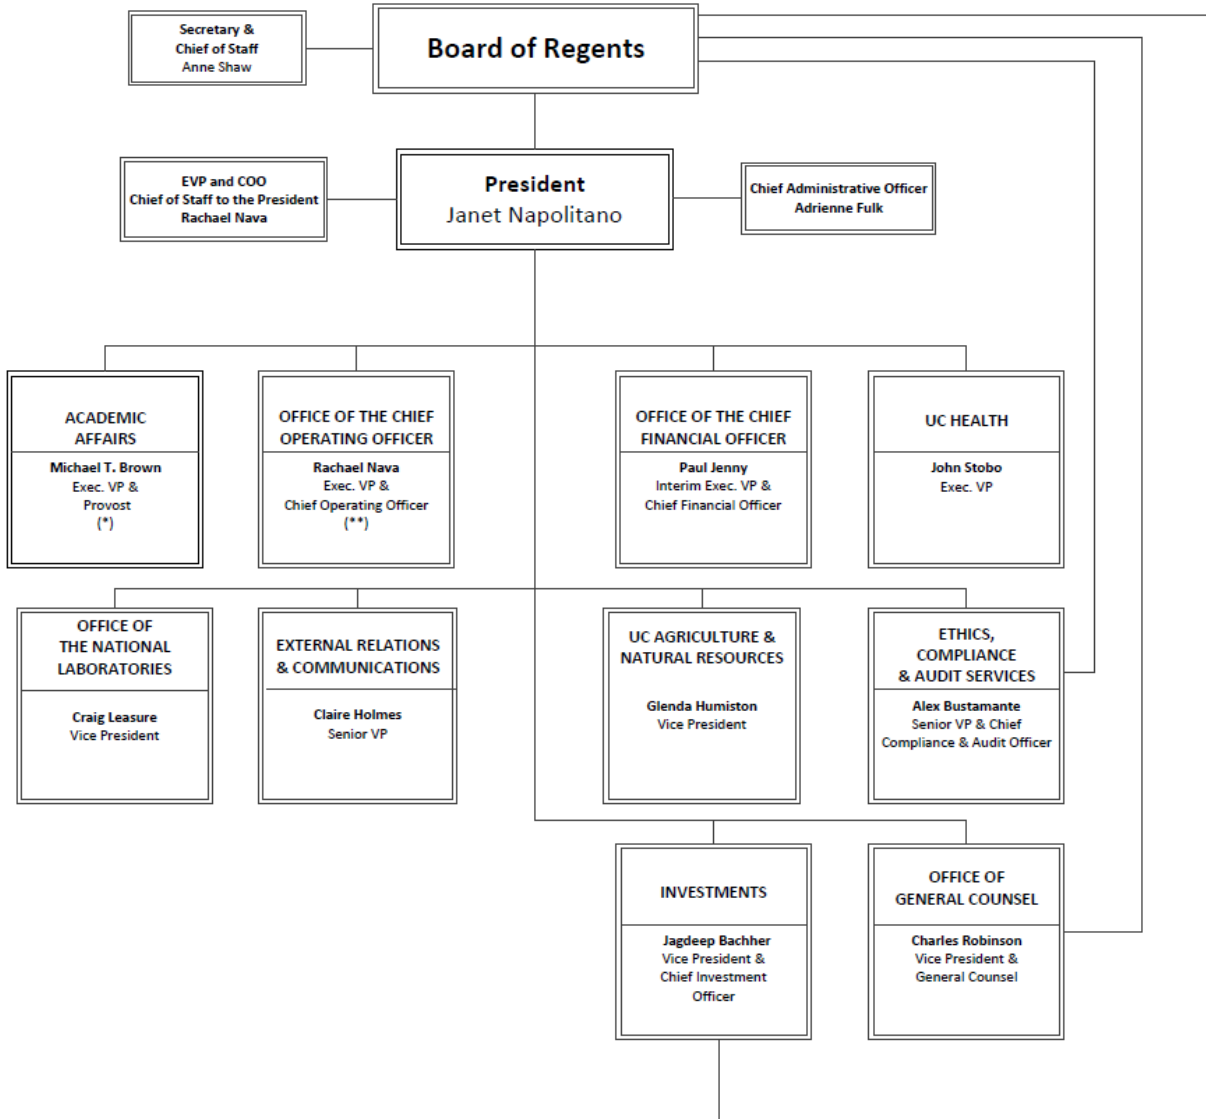 Secretary &
Chief of Staff
Anne Shaw
Board of Regents
EVP and COO
Chief of Staff to the President
Rachael Nava
President
Janet Napolitano
Chief Administrative Officer
Adrienne Fulk
ACADEMIC
AFFAIRS
Michael T. Brown
Exec. VP &
Provost
(*)
OFFICE OF THE CHIEF
OPERATING OFFICER
Rachael Nava
Exec. VP &
Chief Operating Officer
(**)
OFFICE OF THE CHIEF
FINANCIAL OFFICER
Paul Jenny
Interim Exec. VP &
Chief Financial Officer
UC HEALTH
John Stobo
Exec. VP
OFFICE OF
THE NATIONAL
LABORATORIES
Craig Leasure
Vice President
EXTERNAL RELATIONS
& COMMUNICATIONS
Claire Holmes
Senior VP
UC AGRICULTURE &
NATURAL RESOURCES
Glenda Humiston
Vice President
ETHICS,
COMPLIANCE
& AUDIT SERVICES
Alex Bustamante
Senior VP & Chief
Compliance & Audit Officer
INVESTMENTS
Jagdeep Bachher
Vice President &
Chief Investment
Officer
OFFICE OF
GENERAL COUNSEL
Charles Robinson
Vice President &
General Counsel